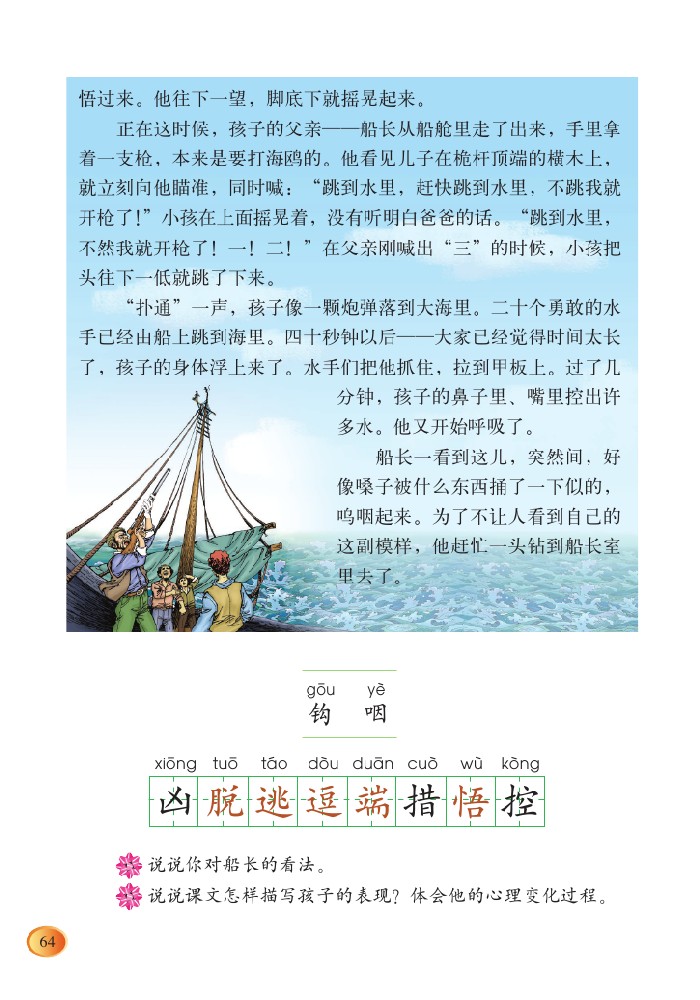 悟过来。他往下一望，脚底下就摇晃起来。
正在这时侯，孩子的父亲——船长从船舱里走了出来，手里拿
着一支枪，本来是要打海鸥的。他看见儿子在桅杆顶端的横木上，
就立刻向他瞄准，同时喊：“跳到水里，赶快跳到水里，不跳我就
开枪了!”小孩在上面摇晃着，没有听明白爸爸的话。“跳到水里，
不然我就开枪了！一！二！”在父亲刚喊出“三”的时候，小孩把
头往下一低就跳了下来。
“扑通”一声，孩子像一颗炮弹落到大海里。二十个勇敢的水
手已经由船上跳到海里。四十秒钟以后——大家已经觉得时间太长
了，孩子的身体浮上来了。水手们把他抓住，拉到甲板上。过了几
分钟，孩子的鼻子里、嘴里控出许
多水。他又开始呼吸了。
船长一看到这儿，突然间，好
像嗓子被什么东西捅了一下似的，
呜咽起来。为了不让人看到自己的
这副模样，他赶忙一头钻到船长室
里去了。
gōu yè
钩 咽
xiōng tuō táo dòu duān cuò wù kòng
凶 脱 逃 逗 端 措 悟 控
说说你对船长的看法。
说说课文怎样描写孩子的表现？体会他的心理变化过程。
64